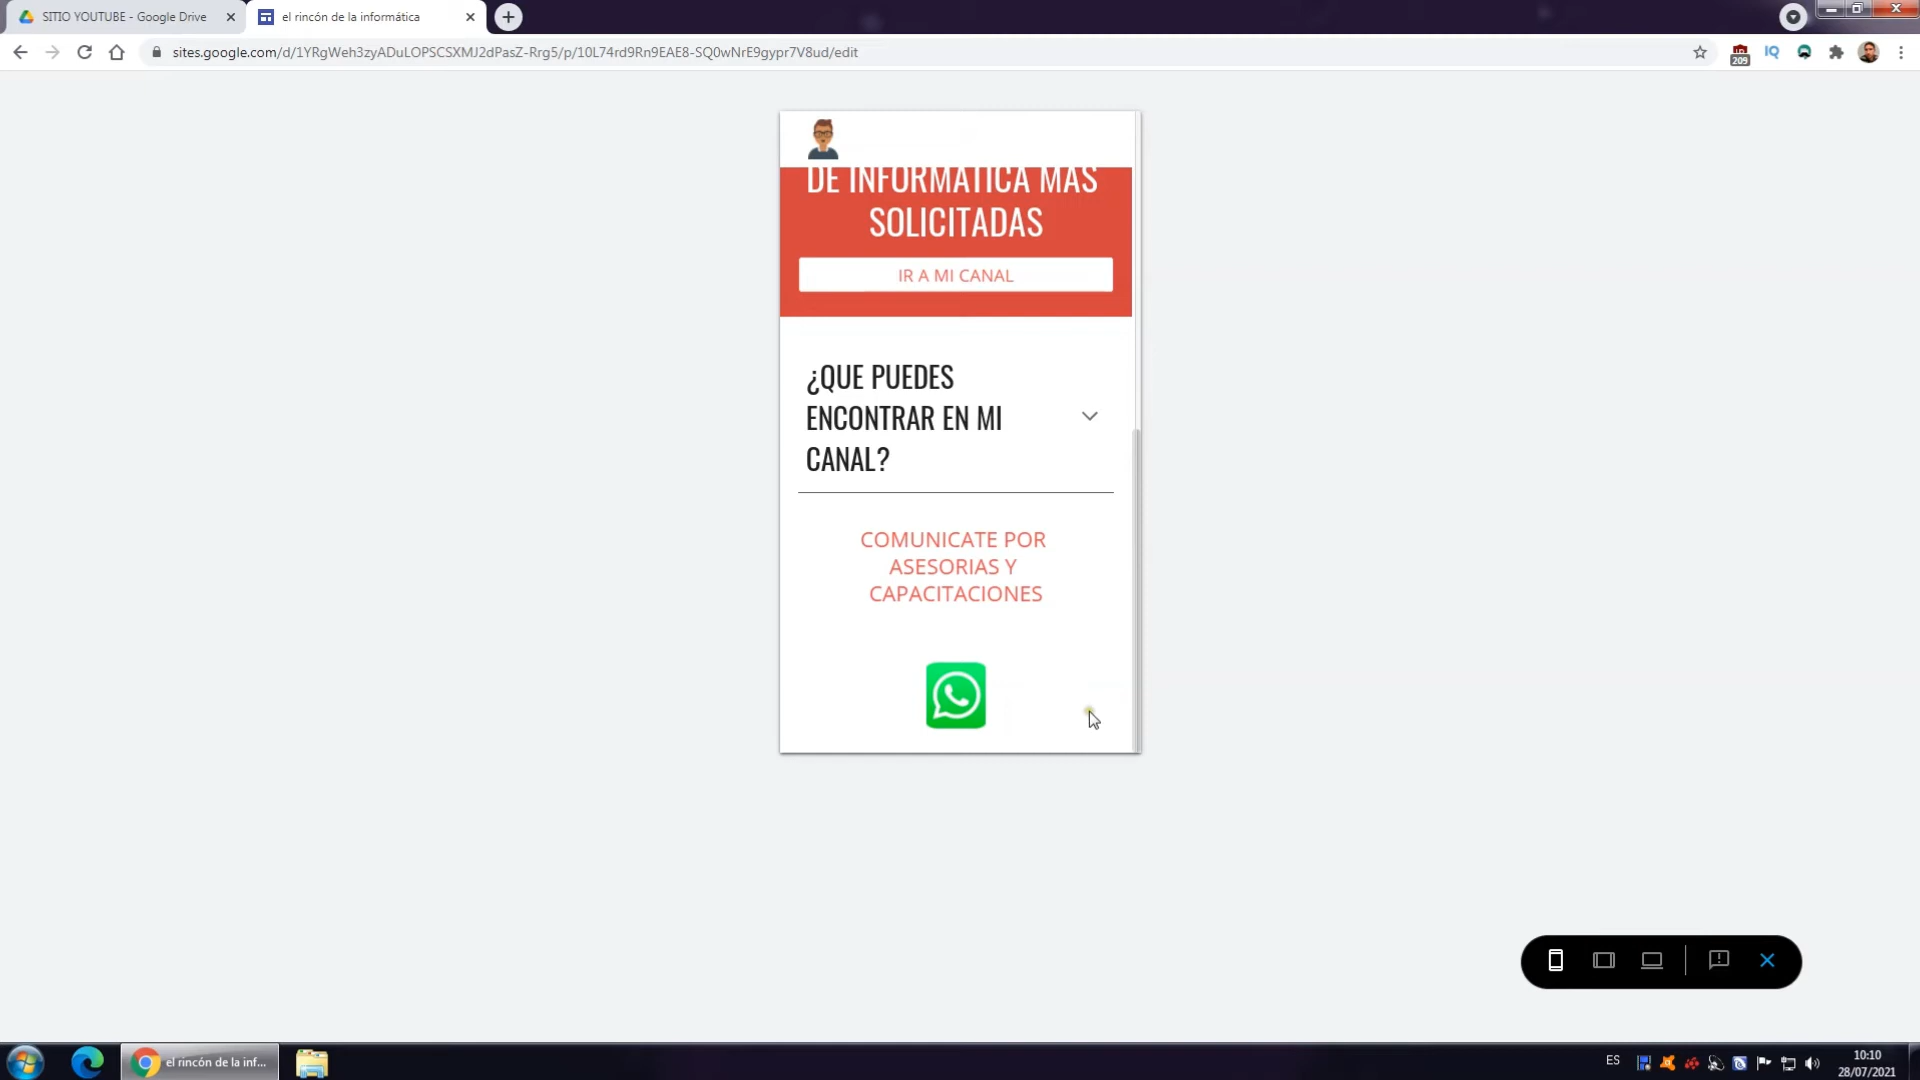 SITIO YOUTUBE - Google Drive
el rincón de la informática
sites.google.com/d/1YRgWeh3zyADuLOPSCSXMJ2dPasZ-Rrg5/p/10L74rd9Rn9EAE8-SQ0wNrE9gypr7V8ud/edit
IQ
209
DE INFORMATICA MAS
SOLICITADAS
IR A MI CANAL
¿QUE PUEDES
ENCONTRAR EN MI
CANAL?
COMUNICATE POR
ASESORIAS Y
CAPACITACIONES
el rincón de la inf...
ES
10:10
28/07/2021